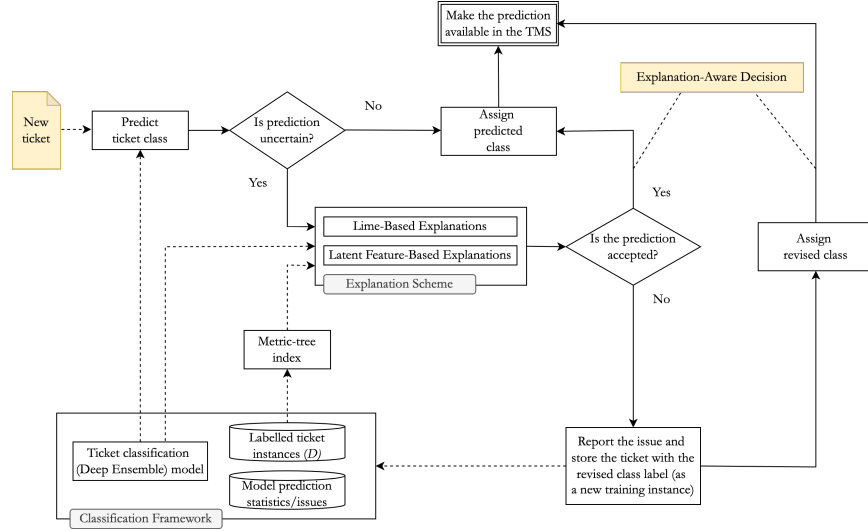 Make the prediction
available in the TMS
Explanation-Aware Decision
New
ticket
Predict
ticket class
Is prediction
uncertain?
No
Assign
predicted
class
Yes
Yes
Lime-Based Explanations
Latent Feature-Based Explanations
Explanation Scheme
Is the prediction
accepted?
Assign
revised class
No
Metric-tree
index
Labelled ticket
instances (D)
Ticket classification
(Deep Ensemble) model
Model prediction
statistics/issues
Classification Framework
Report the issue and
store the ticket with the
revised class label (as
a new training instance)